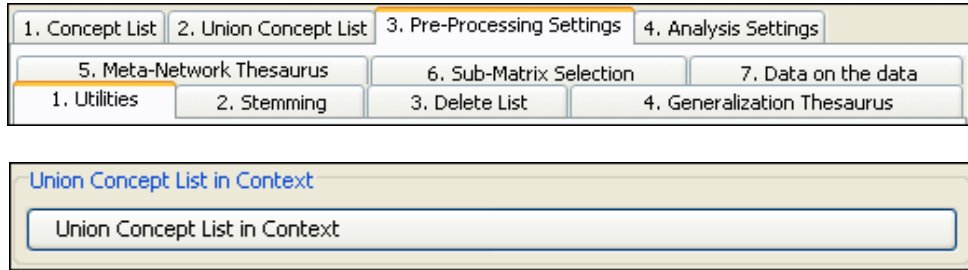 1. Concept List 2. Union Concept List 3. Pre-Processing Settings 4. Analysis Settings
5. Meta-Network Thesaurus 6. Sub-Matrix Selection 7. Data on the data
1. Utilities 2. Stemming 3. Delete List 4. Generalization Thesaurus
Union Concept List in Context
Union Concept List in Context